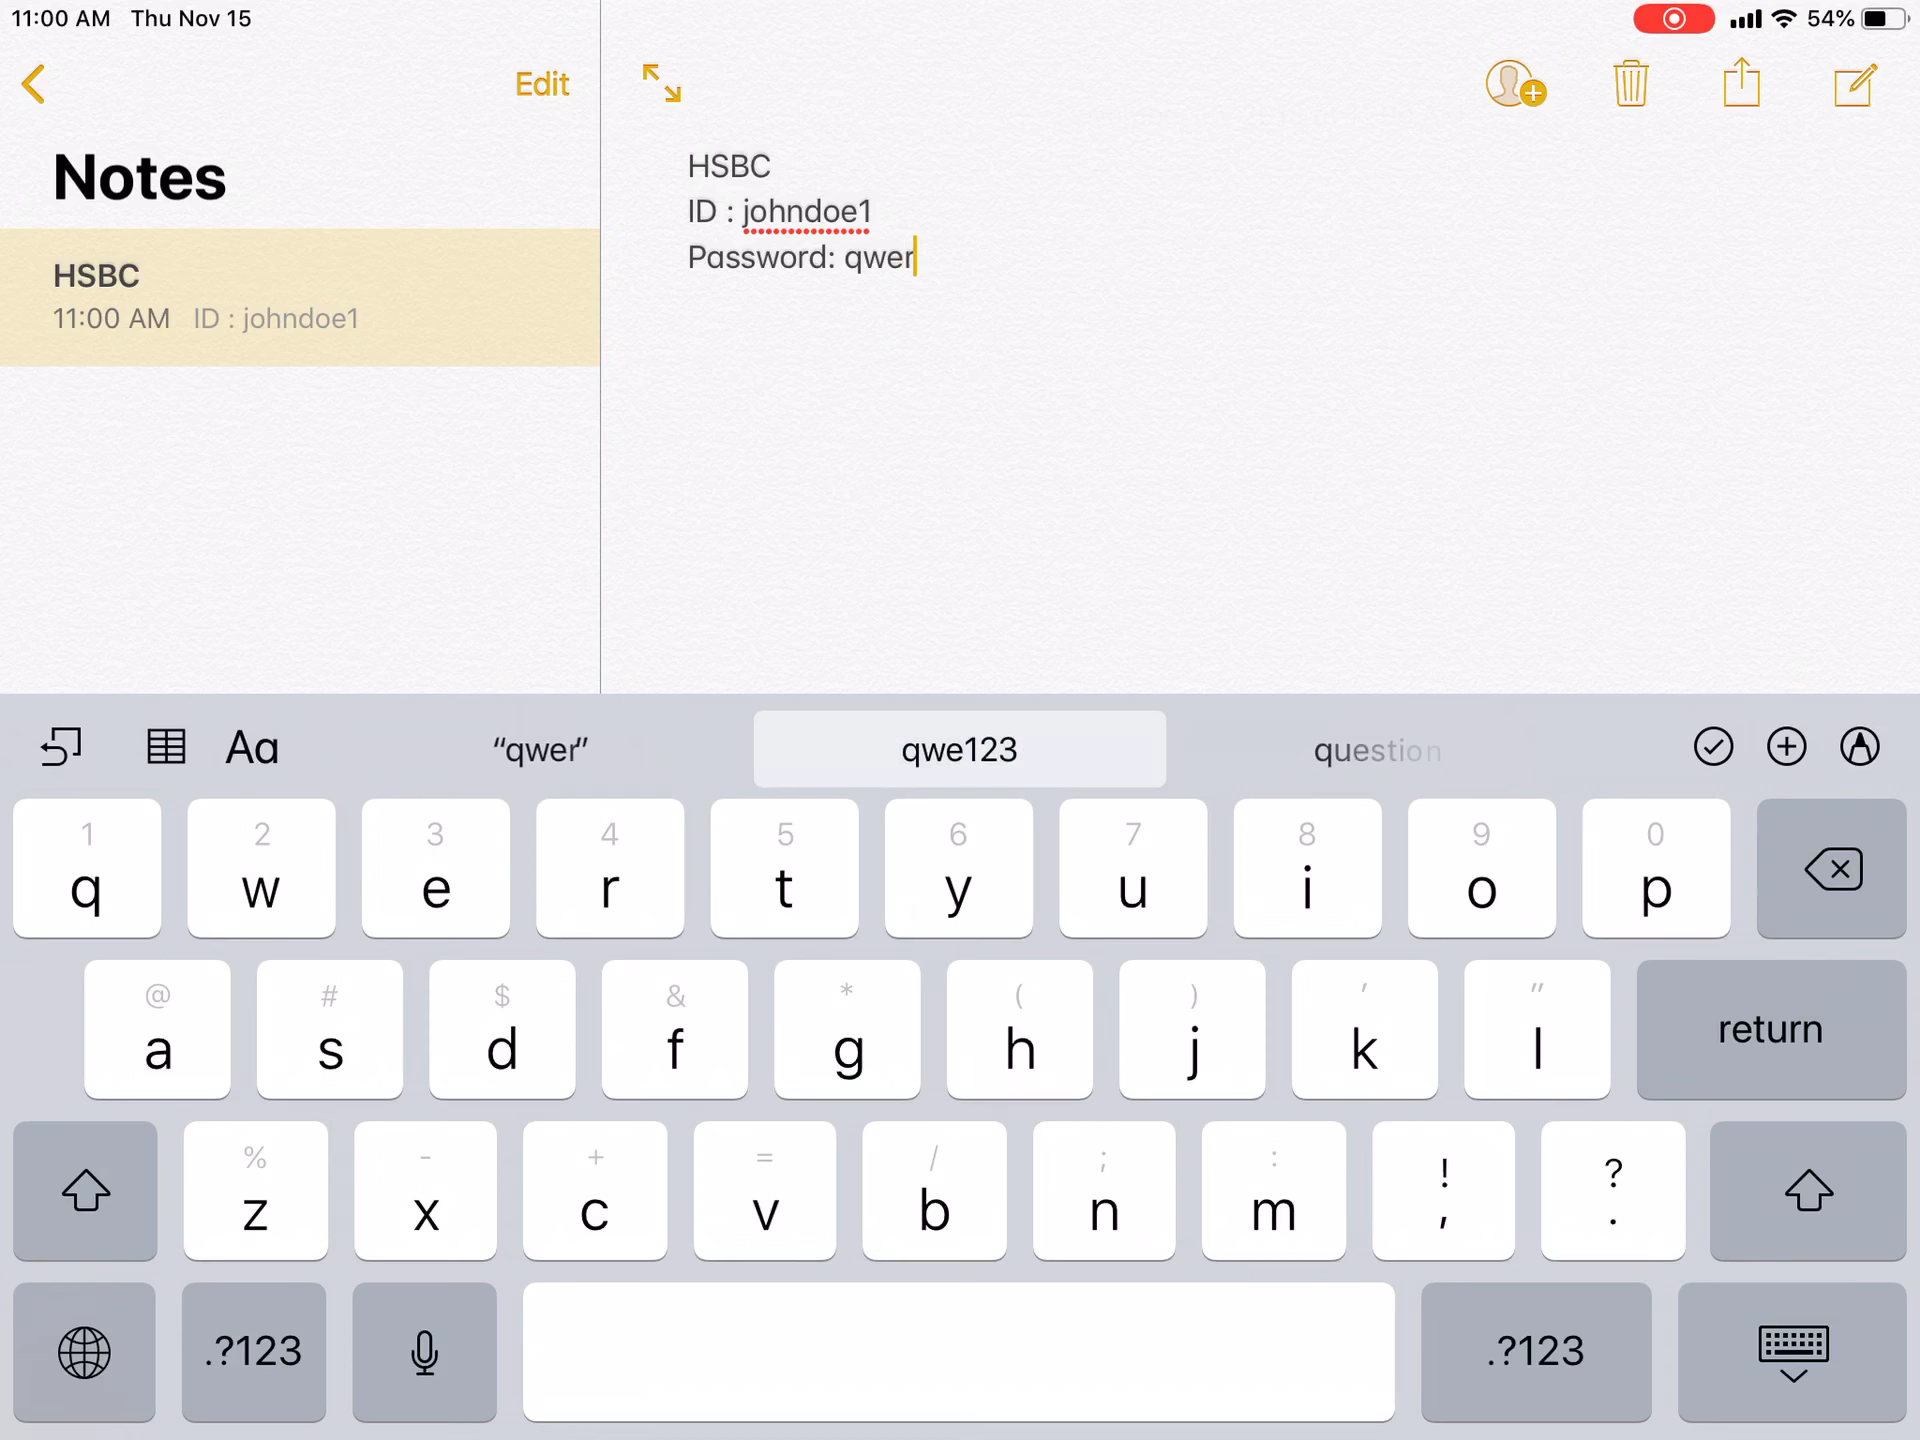 11:00 AM Thu Nov 15
54%
Edit
Notes
HSBC
11:00 AM ID : johndoe1
HSBC
ID : johndoe1
Password: qwer
Aa
“qwer”
qwe123
question
1 2 3 4 5 6 7 8 9 0
q w e r t y u i o p
@ # $ & * ( ) ′ ″
a s d f g h j k l
return
% - + = / ; : ! ?
z x c v b n m , .
.?123
.?123